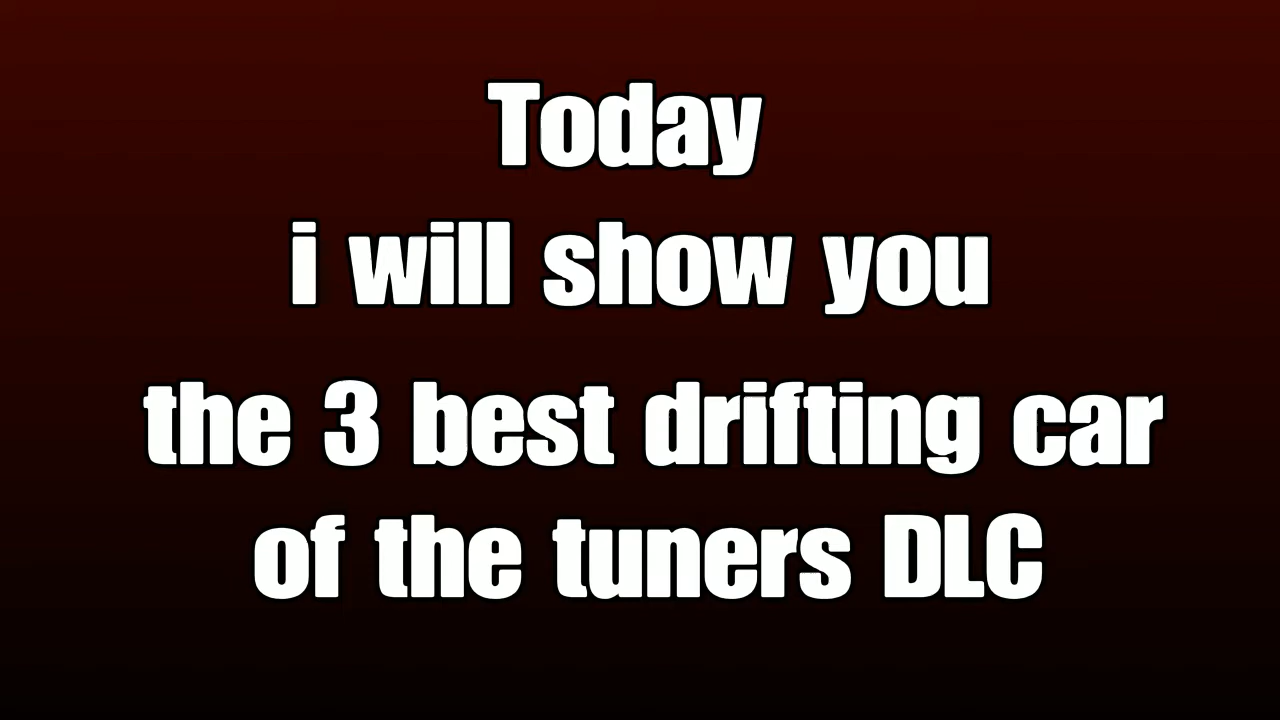 Today
i will show you
the 3 best drifting car
of the tuners DLC